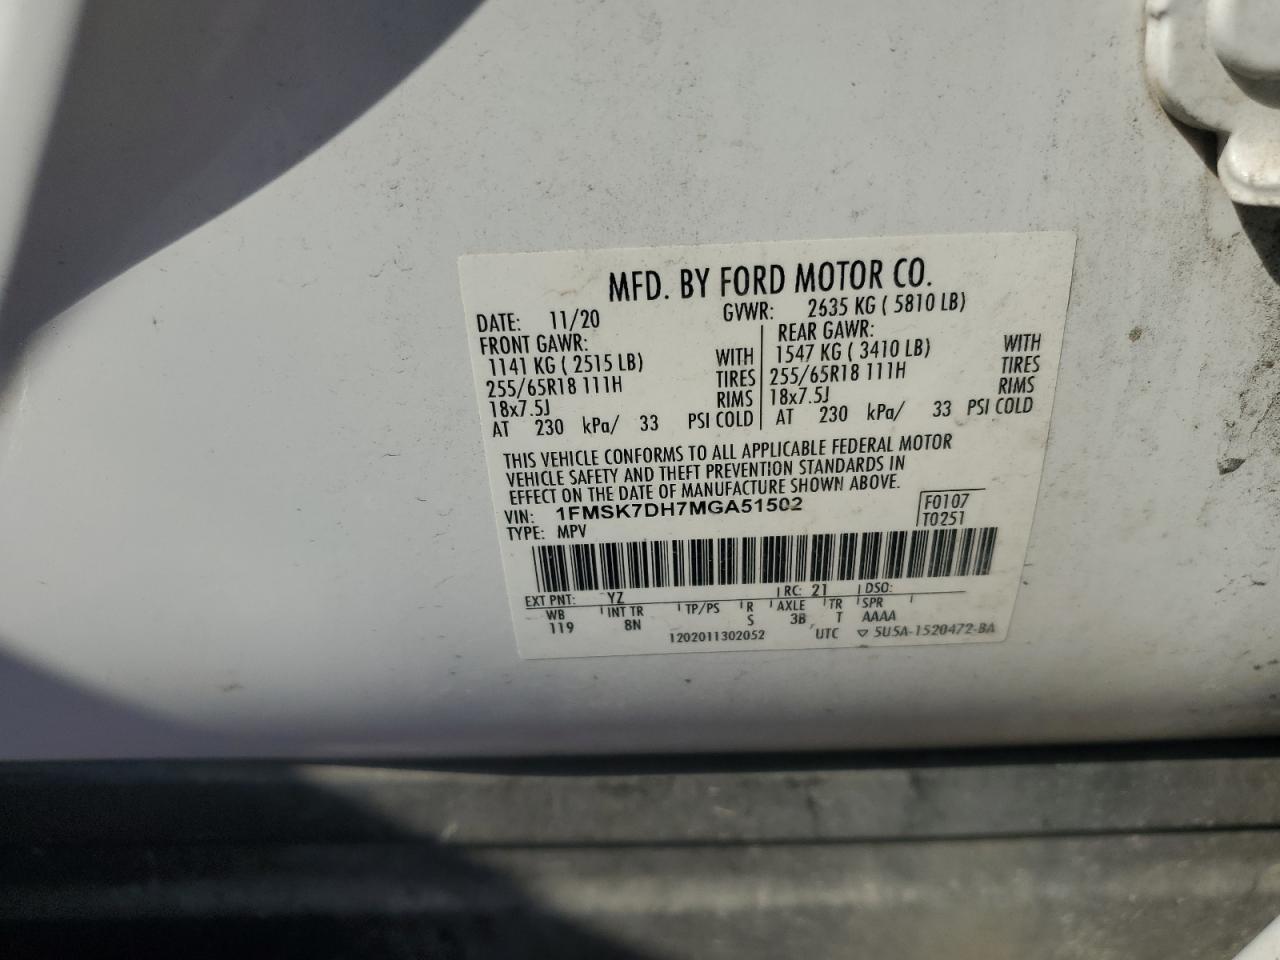 MFD. BY FORD MOTOR CO.
DATE: 11/20 GVWR: 2635 KG ( 5810 LB)
FRONT GAWR: REAR GAWR:
1141 KG ( 2515 LB) WITH 1547 KG ( 3410 LB) WITH
255/65R18 111H TIRES 255/65R18 111H TIRES
18x7.5J RIMS 18x7.5J RIMS
AT 230 kPa/ 33 PSI COLD AT 230 kPa/ 33 PSI COLD
THIS VEHICLE CONFORMS TO ALL APPLICABLE FEDERAL MOTOR
VEHICLE SAFETY AND THEFT PREVENTION STANDARDS IN
EFFECT ON THE DATE OF MANUFACTURE SHOWN ABOVE.
VIN: 1FMSK7DH7MGA51502 F0107
TYPE: MPV T0251
EXT PNT: YZ RC: 21 DSO:
WB INT TR TP/PS R AXLE TR SPR
119 8N S 3B T AAAA
1202011302052 UTC ▽ 5U5A-1520472-BA